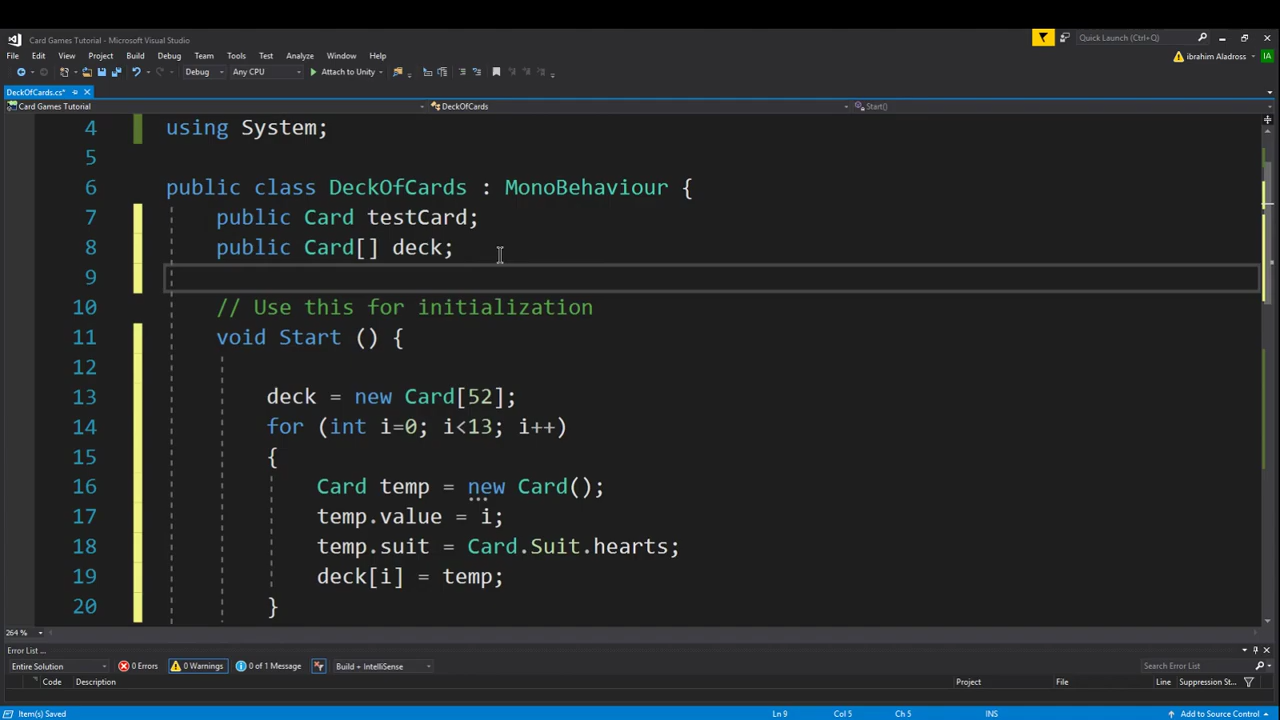 Card Games Tutorial - Microsoft Visual Studio
Quick Launch (Ctrl+Q)
File Edit View Project Build Debug Team Tools Test Analyze Window Help
ibrahim Aladross
IA
Debug Any CPU Attach to Unity
DeckOfCards.cs*
Card Games Tutorial DeckOfCards Start()
4 using System;
5
6 public class DeckOfCards : MonoBehaviour {
7 public Card testCard;
8 public Card[] deck;
9
10 // Use this for initialization
11 void Start () {
12
13 deck = new Card[52];
14 for (int i=0; i<13; i++)
15 {
16 Card temp = new Card();
17 temp.value = i;
18 temp.suit = Card.Suit.hearts;
19 deck[i] = temp;
20 }
264 %
Error List ...
Entire Solution 0 Errors 0 Warnings 0 of 1 Message Build + IntelliSense Search Error List
Code Description Project File Line Suppression St...
Item(s) Saved Ln 9 Col 5 Ch 5 INS Add to Source Control